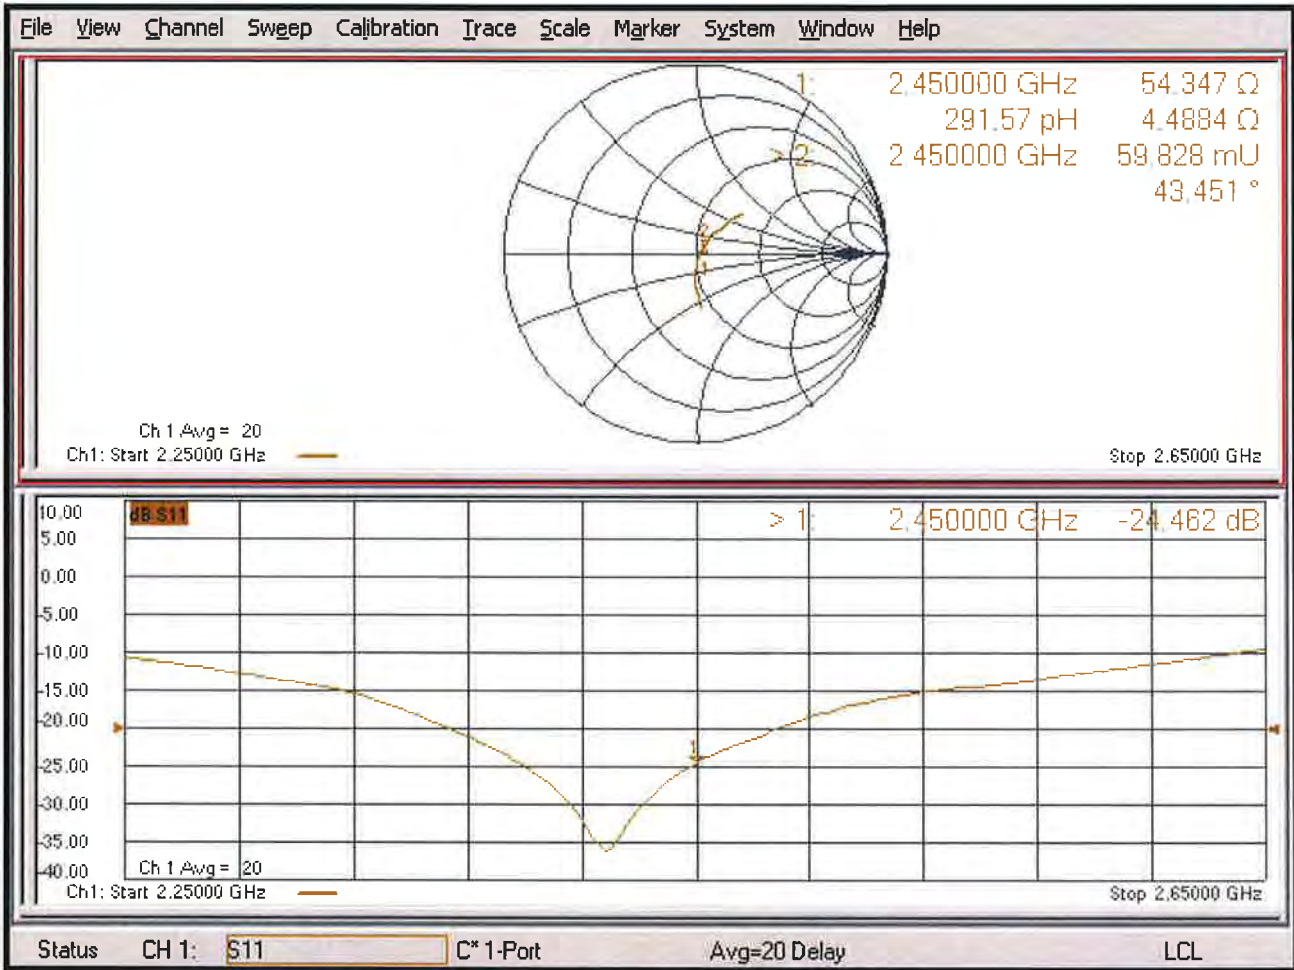 File View Channel Sweep Calibration Trace Scale Marker System Window Help
1: 2.450000 GHz 54.347 Ω
291.57 pH 4.4884 Ω
> 2: 2.450000 GHz 59.828 mU
43.451 °
2
1
Ch 1 Avg = 20
Ch1: Start 2.25000 GHz
Stop 2.65000 GHz
10.00
dB S11
> 1: 2.450000 GHz -24.462 dB
5.00
0.00
-5.00
-10.00
-15.00
-20.00
-25.00
-30.00
-35.00
-40.00
1
Ch 1 Avg = 20
Ch1: Start 2.25000 GHz
Stop 2.65000 GHz
Status CH 1: S11 C* 1-Port Avg=20 Delay LCL